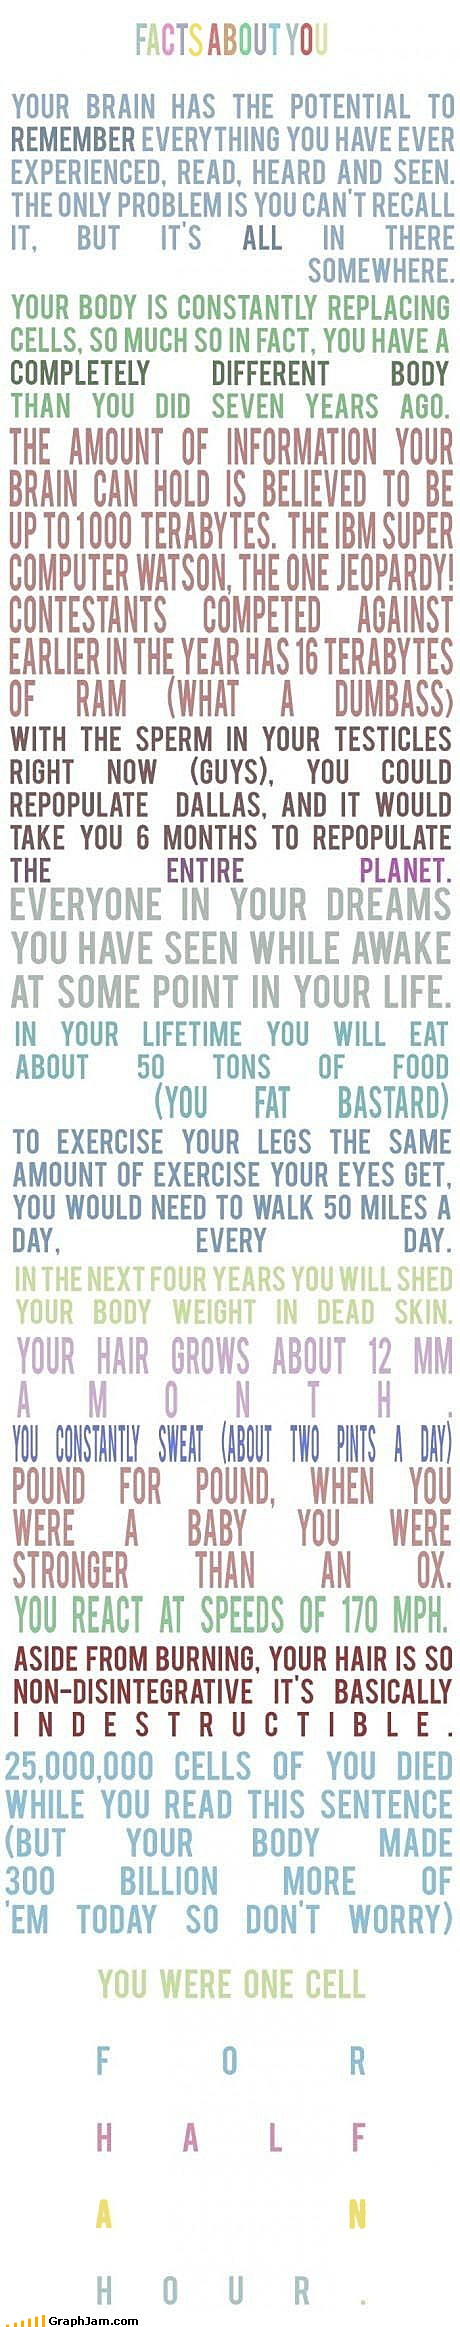 FACTS ABOUT YOU
YOUR BRAIN HAS THE POTENTIAL TO
REMEMBER EVERYTHING YOU HAVE EVER
EXPERIENCED, READ, HEARD AND SEEN.
THE ONLY PROBLEM IS YOU CAN'T RECALL
IT, BUT IT'S ALL IN THERE
SOMEWHERE.
YOUR BODY IS CONSTANTLY REPLACING
CELLS, SO MUCH SO IN FACT, YOU HAVE A
COMPLETELY DIFFERENT BODY
THAN YOU DID SEVEN YEARS AGO.
THE AMOUNT OF INFORMATION YOUR
BRAIN CAN HOLD IS BELIEVED TO BE
UP TO 1000 TERABYTES. THE IBM SUPER
COMPUTER WATSON, THE ONE JEOPARDY!
CONTESTANTS COMPETED AGAINST
EARLIER IN THE YEAR HAS 16 TERABYTES
OF RAM (WHAT A DUMBASS)
WITH THE SPERM IN YOUR TESTICLES
RIGHT NOW (GUYS), YOU COULD
REPOPULATE DALLAS, AND IT WOULD
TAKE YOU 6 MONTHS TO REPOPULATE
THE ENTIRE PLANET.
EVERYONE IN YOUR DREAMS
YOU HAVE SEEN WHILE AWAKE
AT SOME POINT IN YOUR LIFE.
IN YOUR LIFETIME YOU WILL EAT
ABOUT 50 TONS OF FOOD
(YOU FAT BASTARD)
TO EXERCISE YOUR LEGS THE SAME
AMOUNT OF EXERCISE YOUR EYES GET,
YOU WOULD NEED TO WALK 50 MILES A
DAY, EVERY DAY.
IN THE NEXT FOUR YEARS YOU WILL SHED
YOUR BODY WEIGHT IN DEAD SKIN.
YOUR HAIR GROWS ABOUT 12 MM
A MONTH.
YOU CONSTANTLY SWEAT (ABOUT TWO PINTS A DAY)
POUND FOR POUND, WHEN YOU
WERE A BABY YOU WERE
STRONGER THAN AN OX.
YOU REACT AT SPEEDS OF 170 MPH.
ASIDE FROM BURNING, YOUR HAIR IS SO
NON-DISINTEGRATIVE IT'S BASICALLY
INDESTRUCTIBLE.
25,000,000 CELLS OF YOU DIED
WHILE YOU READ THIS SENTENCE
(BUT YOUR BODY MADE
300 BILLION MORE OF
'EM TODAY SO DON'T WORRY)
YOU WERE ONE CELL
FOR
HALF
AN
HOUR.
GraphJam.com